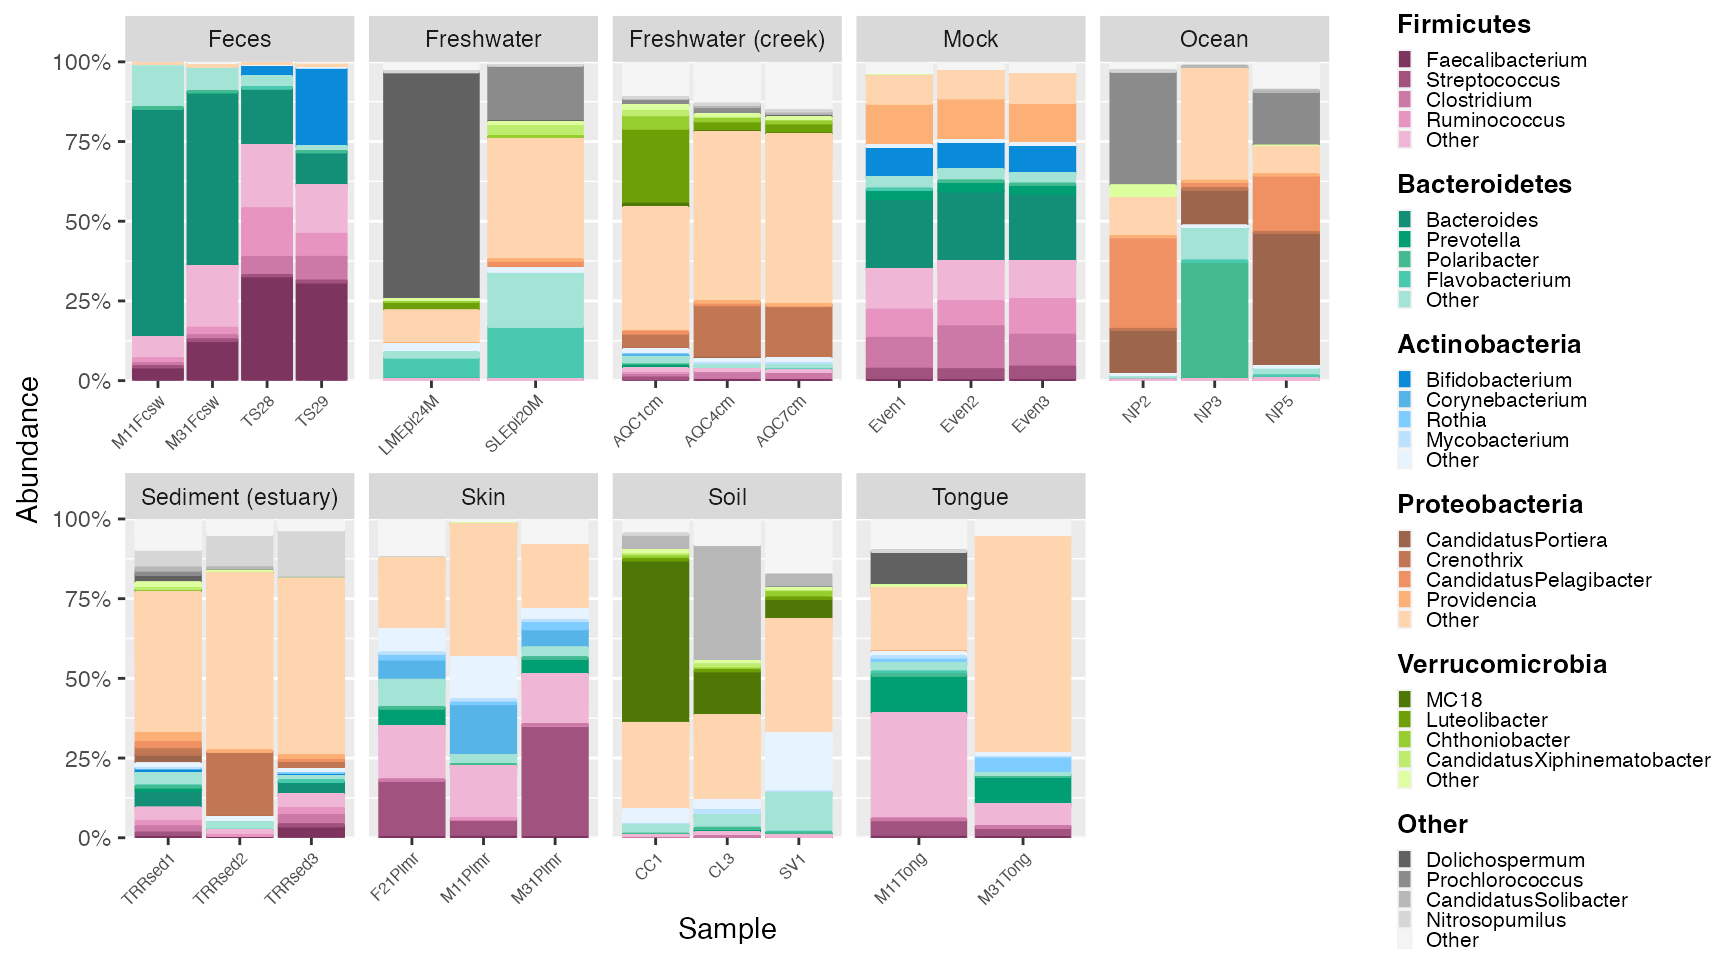 Feces
Freshwater
Freshwater (creek)
Mock
Ocean
100%
75%
50%
25%
0%
M11Fcsw
M31Fcsw
TS28
TS29
LMEpi24M
SLEpi20M
AQC1cm
AQC4cm
AQC7cm
Even1
Even2
Even3
NP2
NP3
NP5
Abundance
Sediment (estuary)
Skin
Soil
Tongue
100%
75%
50%
25%
0%
TRRsed1
TRRsed2
TRRsed3
F21Plmr
M11Plmr
M31Plmr
CC1
CL3
SV1
M11Tong
M31Tong
Sample
Firmicutes
Faecalibacterium
Streptococcus
Clostridium
Ruminococcus
Other
Bacteroidetes
Bacteroides
Prevotella
Polaribacter
Flavobacterium
Other
Actinobacteria
Bifidobacterium
Corynebacterium
Rothia
Mycobacterium
Other
Proteobacteria
CandidatusPortiera
Crenothrix
CandidatusPelagibacter
Providencia
Other
Verrucomicrobia
MC18
Luteolibacter
Chthoniobacter
CandidatusXiphinematobacter
Other
Other
Dolichospermum
Prochlorococcus
CandidatusSolibacter
Nitrosopumilus
Other